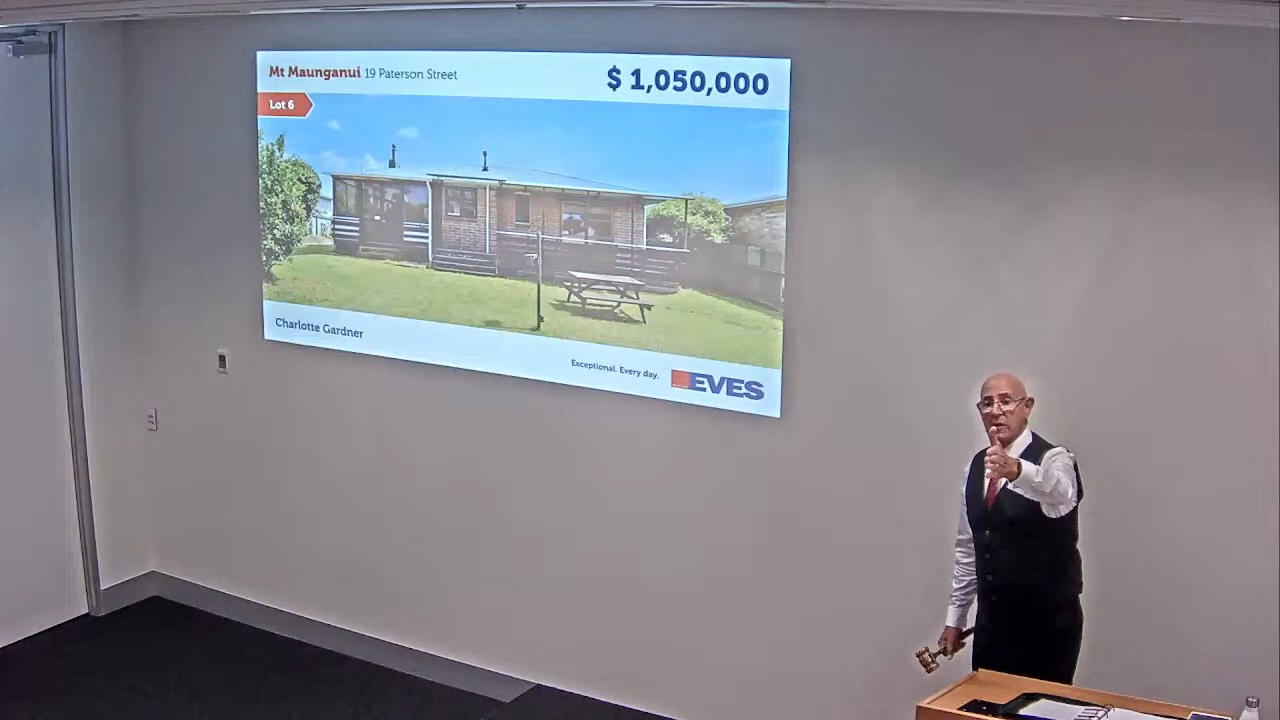 Mt Maunganui 19 Paterson Street
$ 1,050,000
Lot 6
Charlotte Gardner
Exceptional. Every day.
EVES